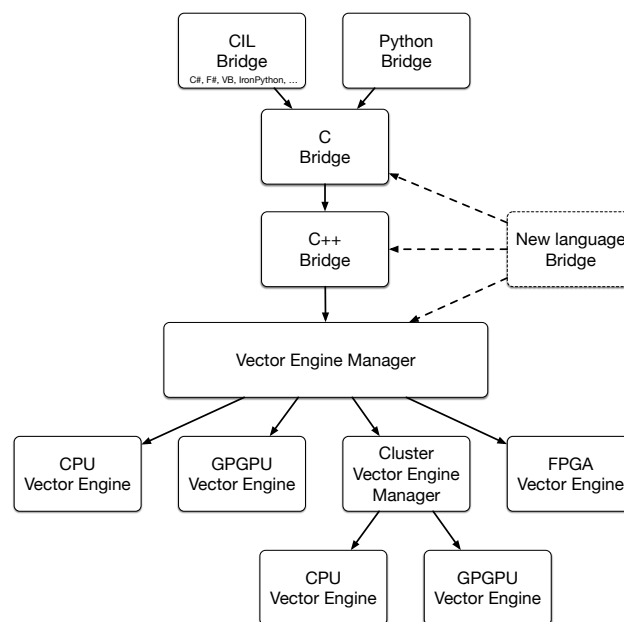 CIL
Bridge
C#, F#, VB, IronPython, ...
Python
Bridge
C
Bridge
C++
Bridge
New language
Bridge
Vector Engine Manager
CPU
Vector Engine
GPGPU
Vector Engine
Cluster
Vector Engine
Manager
FPGA
Vector Engine
CPU
Vector Engine
GPGPU
Vector Engine